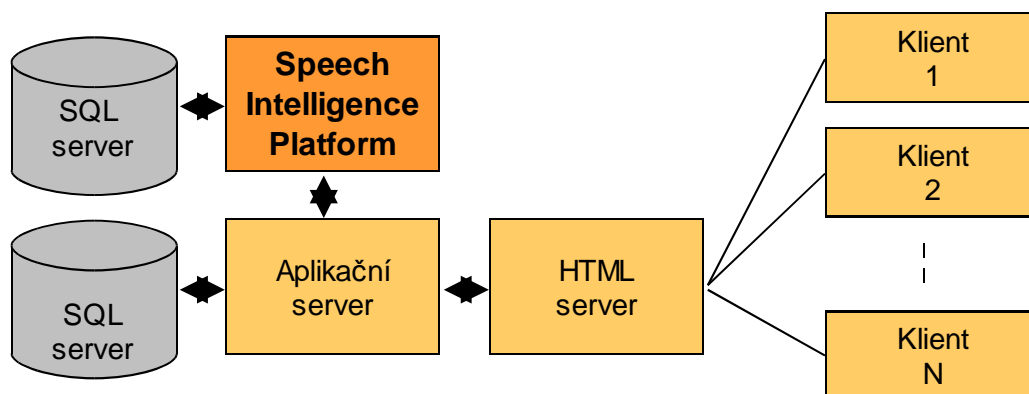 SQL
server
Speech
Intelligence
Platform
Klient
1
Klient
2
SQL
server
Aplikační
server
HTML
server
Klient
N